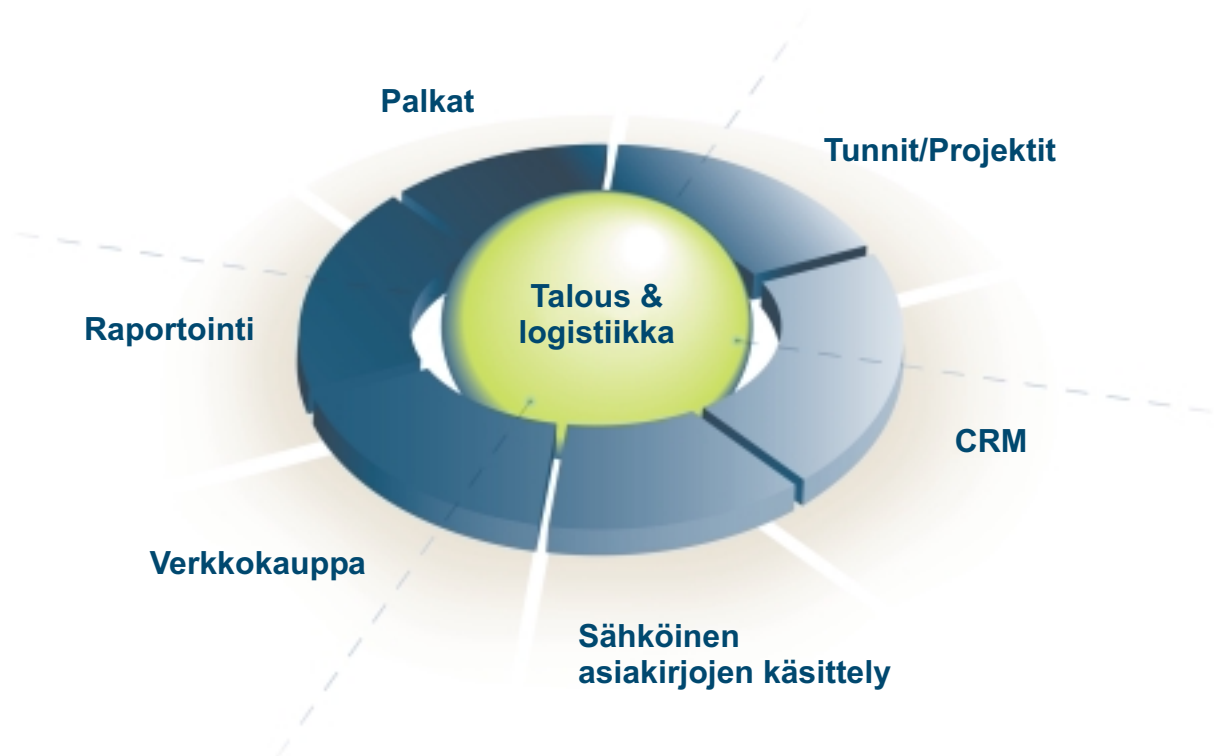 Palkat
Tunnit/Projektit
Talous &
logistiikka
Raportointi
CRM
Verkkokauppa
Sähköinen
asiakirjojen käsittely